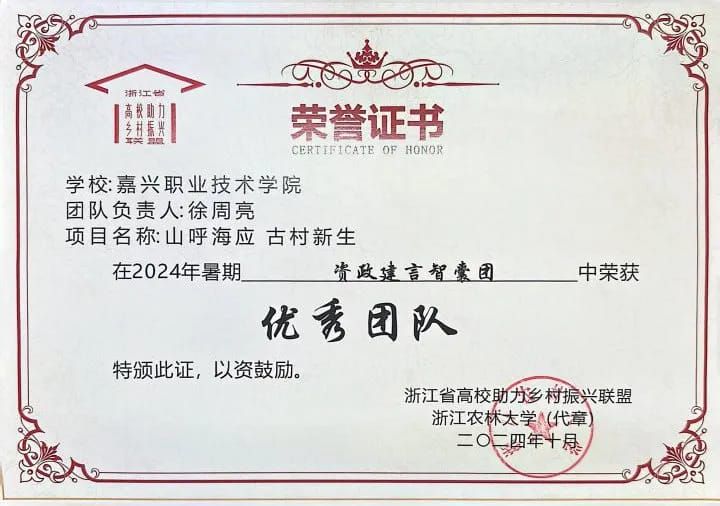 浙江省
高校助力
乡村振兴
联盟
荣誉证书
CERTIFICATE OF HONOR
学校:嘉兴职业技术学院
团队负责人:徐周亮
项目名称:山呼海应 古村新生
在2024年暑期 资政建言智囊团 中荣获
优秀团队
特颁此证，以资鼓励。
浙江省高校助力乡村振兴联盟
浙江农林大学（代章）
二〇二四年十月